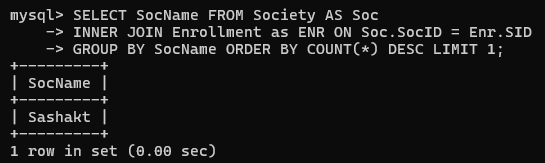 mysql> SELECT SocName FROM Society AS Soc
    -> INNER JOIN Enrollment as ENR ON Soc.SocID = Enr.SID
    -> GROUP BY SocName ORDER BY COUNT(*) DESC LIMIT 1;
+---------+
| SocName |
+---------+
| Sashakt |
+---------+
1 row in set (0.00 sec)